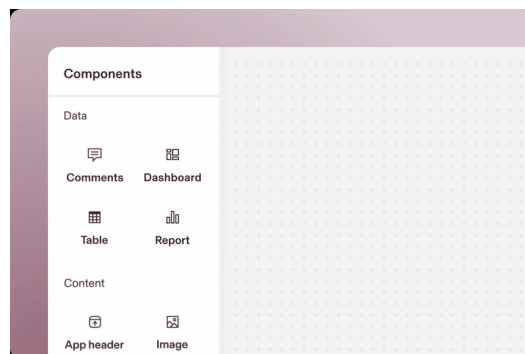 Components
Data
Comments Dashboard
Table Report
Content
App header Image